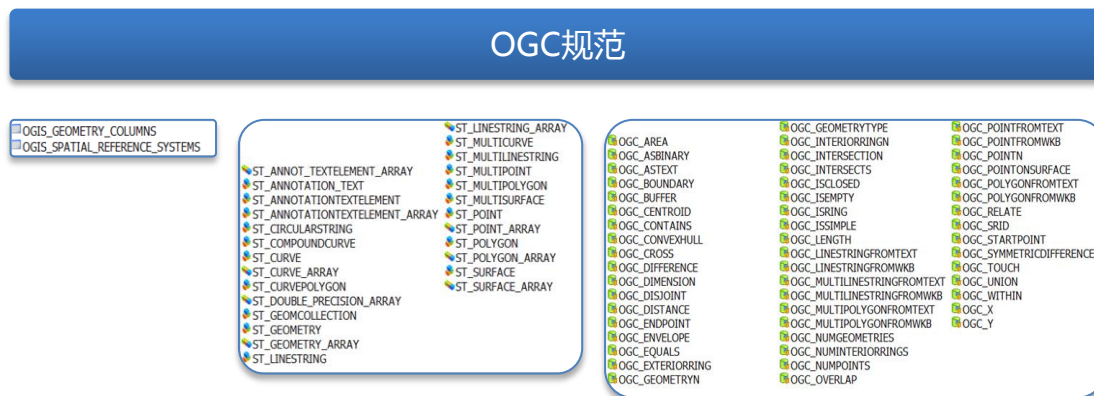 OGC规范
OGIS_GEOMETRY_COLUMNS
OGIS_SPATIAL_REFERENCE_SYSTEMS
ST_ANNOT_TEXTELEMENT_ARRAY
ST_ANNOTATION_TEXT
ST_ANNOTATIONTEXTELEMENT
ST_ANNOTATIONTEXTELEMENT_ARRAY
ST_CIRCULARSTRING
ST_COMPOUNDCURVE
ST_CURVE
ST_CURVE_ARRAY
ST_CURVEPOLYGON
ST_DOUBLE_PRECISION_ARRAY
ST_GEOMCOLLECTION
ST_GEOMETRY
ST_GEOMETRY_ARRAY
ST_LINESTRING
ST_LINESTRING_ARRAY
ST_MULTICURVE
ST_MULTILINESTRING
ST_MULTIPOINT
ST_MULTIPOLYGON
ST_MULTISURFACE
ST_POINT
ST_POINT_ARRAY
ST_POLYGON
ST_POLYGON_ARRAY
ST_SURFACE
ST_SURFACE_ARRAY
OGC_AREA
OGC_ASBINARY
OGC_ASTEXT
OGC_BOUNDARY
OGC_BUFFER
OGC_CENTROID
OGC_CONTAINS
OGC_CONVEXHULL
OGC_CROSS
OGC_DIFFERENCE
OGC_DIMENSION
OGC_DISJOINT
OGC_DISTANCE
OGC_ENDPOINT
OGC_ENVELOPE
OGC_EQUALS
OGC_EXTERIORRING
OGC_GEOMETRYN
OGC_GEOMETRYTYPE
OGC_INTERIORRINGN
OGC_INTERSECTION
OGC_INTERSECTS
OGC_ISCLOSED
OGC_ISEMPTY
OGC_ISRING
OGC_ISSIMPLE
OGC_LENGTH
OGC_LINESTRINGFROMTEXT
OGC_LINESTRINGFROMWKB
OGC_MULTILINESTRINGFROMTEXT
OGC_MULTILINESTRINGFROMWKB
OGC_MULTIPOLYGONFROMTEXT
OGC_MULTIPOLYGONFROMWKB
OGC_NUMGEOMETRIES
OGC_NUMINTERIORRINGS
OGC_NUMPOINTS
OGC_OVERLAP
OGC_POINTFROMTEXT
OGC_POINTFROMWKB
OGC_POINTN
OGC_POINTONSURFACE
OGC_POLYGONFROMTEXT
OGC_POLYGONFROMWKB
OGC_RELATE
OGC_SRID
OGC_STARTPOINT
OGC_SYMMETRICDIFFERENCE
OGC_TOUCH
OGC_UNION
OGC_WITHIN
OGC_X
OGC_Y